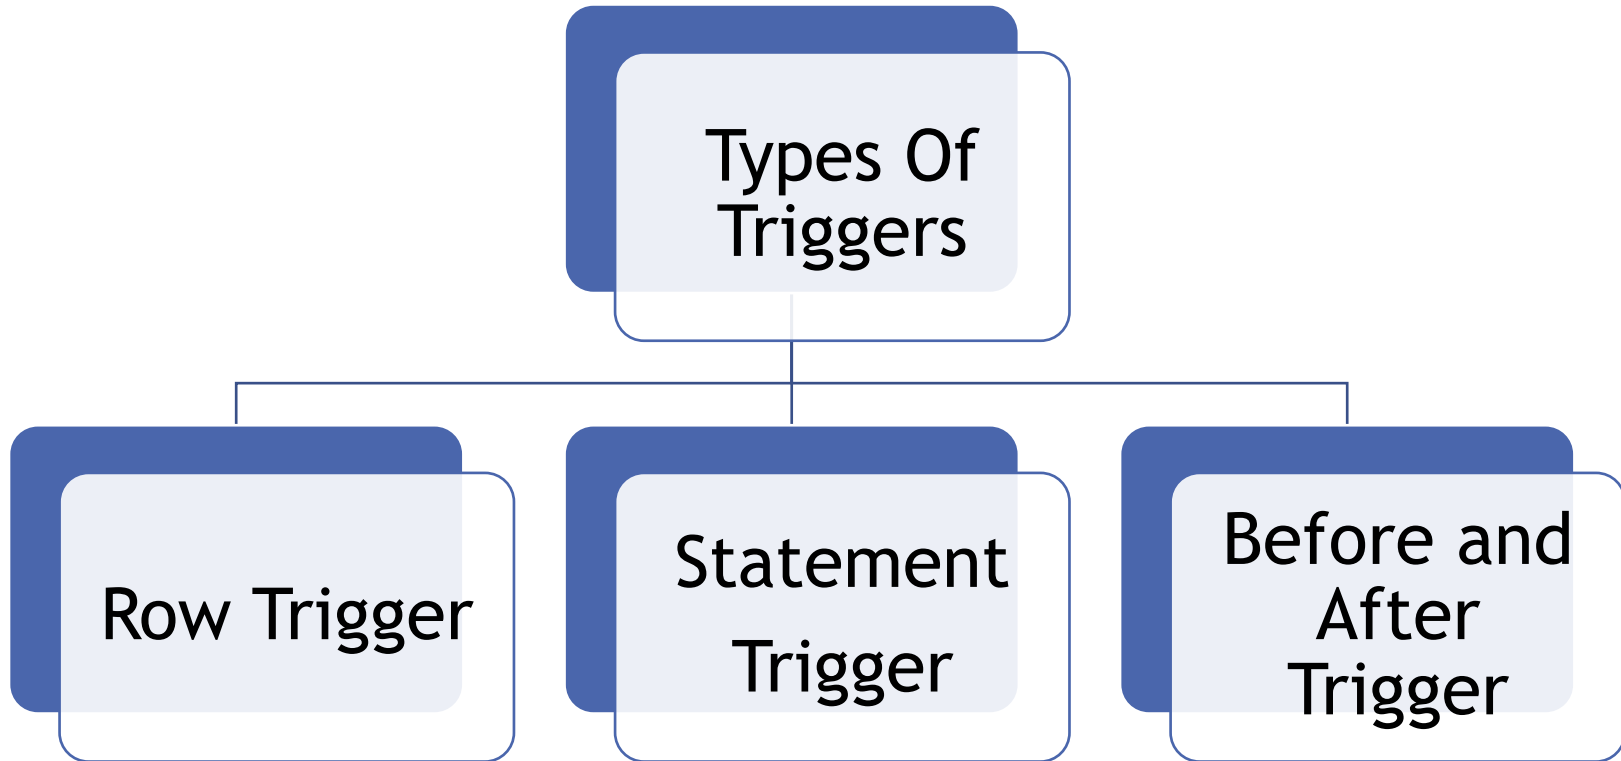 Types Of
Triggers
Row Trigger
Statement
Trigger
Before and
After
Trigger